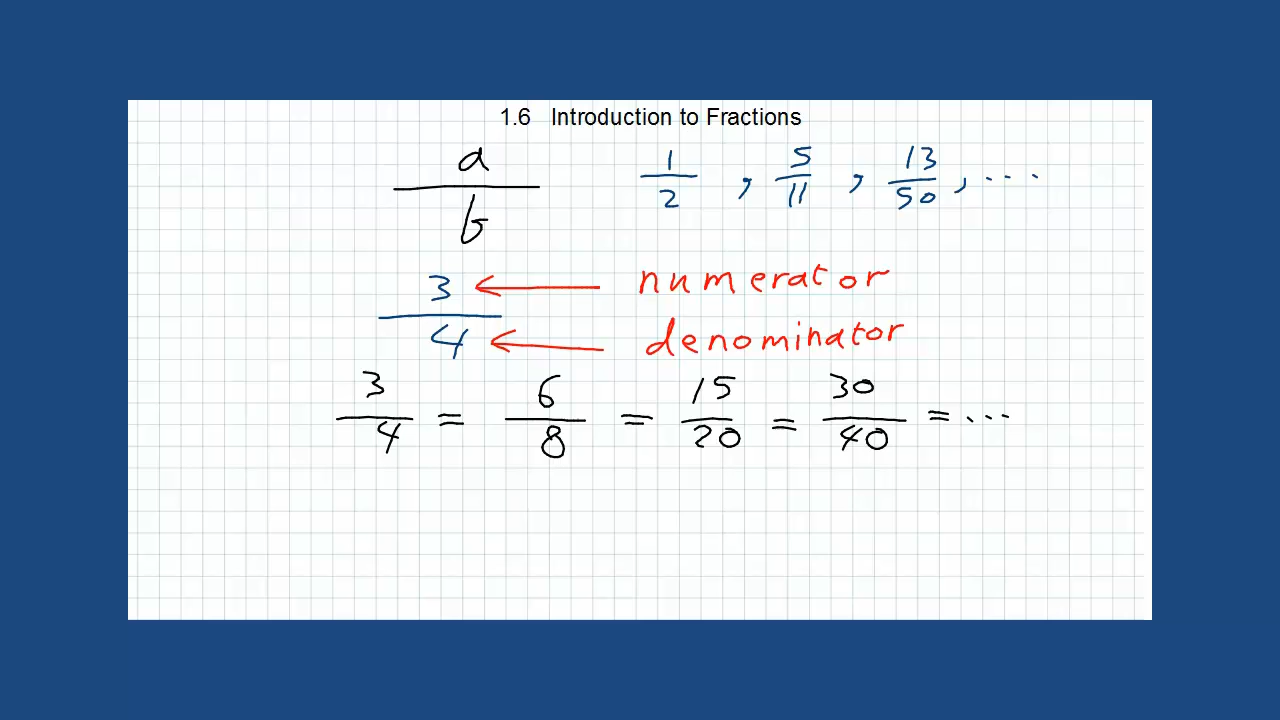 1.6 Introduction to Fractions
a/b 1/2 , 5/11 , 13/50 , ...
3 ← numerator
4 ← denominator
3/4 = 6/8 = 15/20 = 30/40 = ...